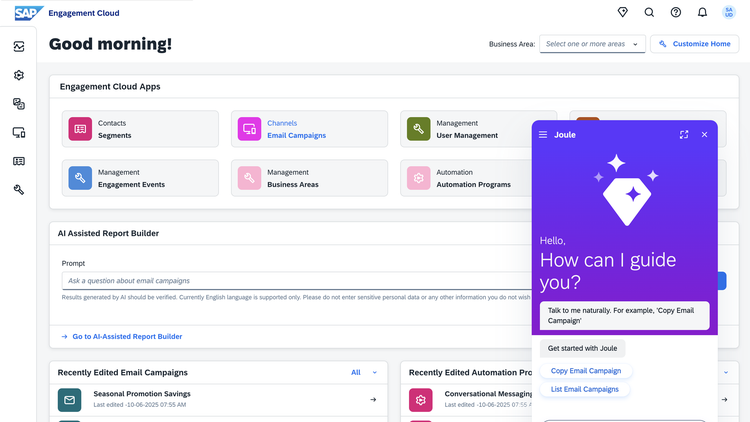 SAP Engagement Cloud
SA
UD
Good morning!
Business Area:
Select one or more areas
Customize Home
Engagement Cloud Apps
Contacts
Segments
Channels
Email Campaigns
Management
User Management
Management
Engagement Events
Management
Business Areas
Automation
Automation Programs
AI Assisted Report Builder
Prompt
Ask a question about email campaigns
Results generated by AI should be verified. Currently English language is supported only. Please do not enter sensitive personal data or any other information you do not wish
Go to AI-Assisted Report Builder
Recently Edited Email Campaigns
All
Seasonal Promotion Savings
Last edited -10-06-2025 07:55 AM
Recently Edited Automation
Conversational Messaging
Last edited -10-06-2025 07:55
Joule
Hello,
How can I guide
you?
Talk to me naturally. For example, 'Copy Email
Campaign'
Get started with Joule
Copy Email Campaign
List Email Campaigns